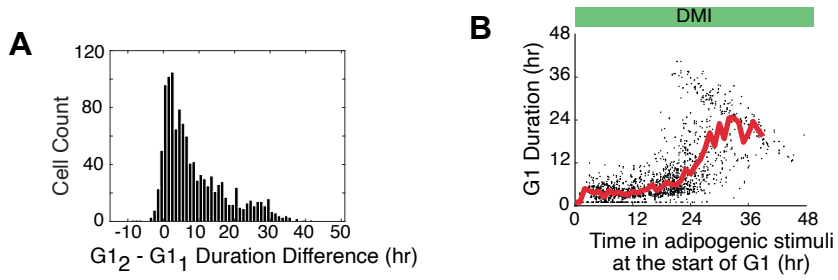 A
120
80
40
0
Cell Count
-10 0 10 20 30 40 50
G1₂ - G1₁ Duration Difference (hr)
B
DMI
48
36
24
12
0
G1 Duration (hr)
0 12 24 36 48
Time in adipogenic stimuli
at the start of G1 (hr)